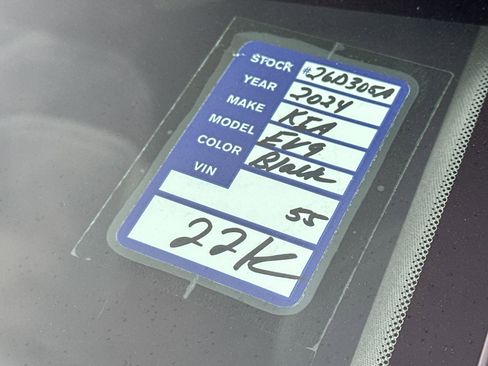 STOCK #26D305A
YEAR 2024
MAKE KIA
MODEL EV9
COLOR Black
VIN
55
22K